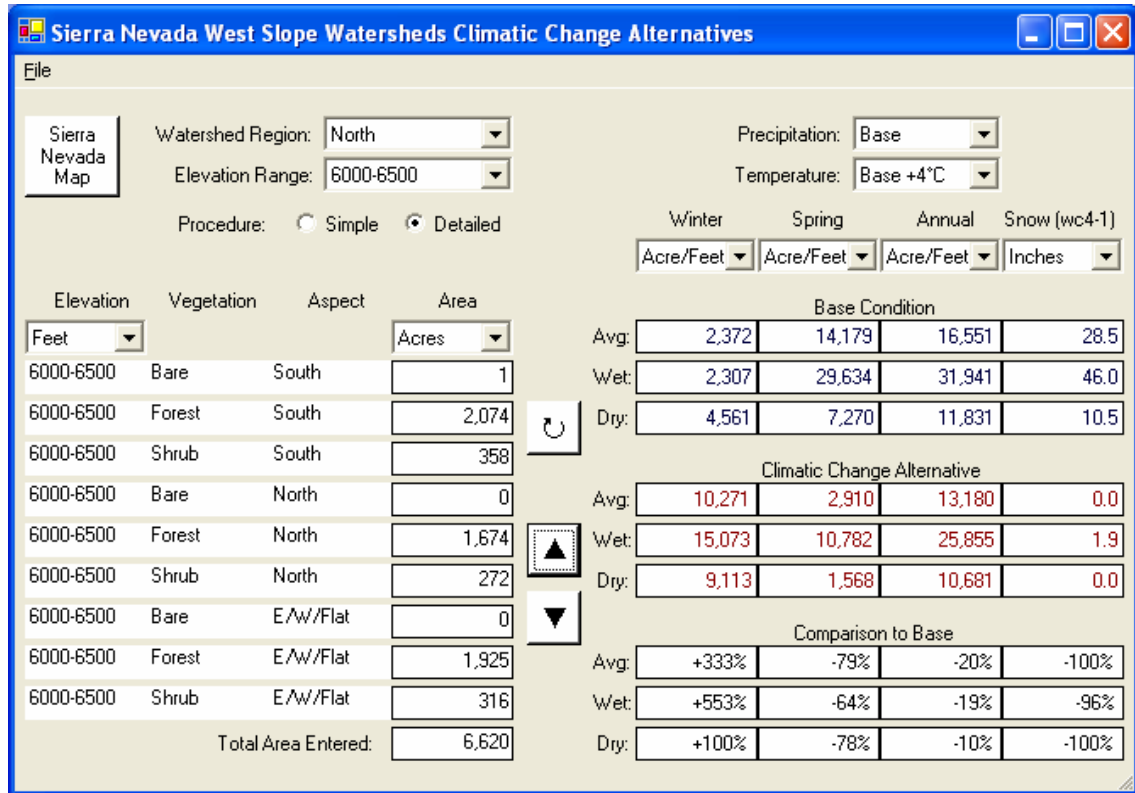 Sierra Nevada West Slope Watersheds Climatic Change Alternatives
File
Sierra
Nevada
Map
Watershed Region: North
Elevation Range: 6000-6500
Procedure: Simple Detailed
Precipitation: Base
Temperature: Base +4°C
Winter Spring Annual Snow (wc4-1)
Acre/Feet Acre/Feet Acre/Feet Inches
Elevation Vegetation Aspect Area
Feet Acres
6000-6500 Bare South 1
6000-6500 Forest South 2,074
6000-6500 Shrub South 358
6000-6500 Bare North 0
6000-6500 Forest North 1,674
6000-6500 Shrub North 272
6000-6500 Bare E/W/Flat 0
6000-6500 Forest E/W/Flat 1,925
6000-6500 Shrub E/W/Flat 316
Total Area Entered: 6,620
Base Condition
Avg: 2,372 14,179 16,551 28.5
Wet: 2,307 29,634 31,941 46.0
Dry: 4,561 7,270 11,831 10.5
Climatic Change Alternative
Avg: 10,271 2,910 13,180 0.0
Wet: 15,073 10,782 25,855 1.9
Dry: 9,113 1,568 10,681 0.0
Comparison to Base
Avg: +333% -79% -20% -100%
Wet: +553% -64% -19% -96%
Dry: +100% -78% -10% -100%